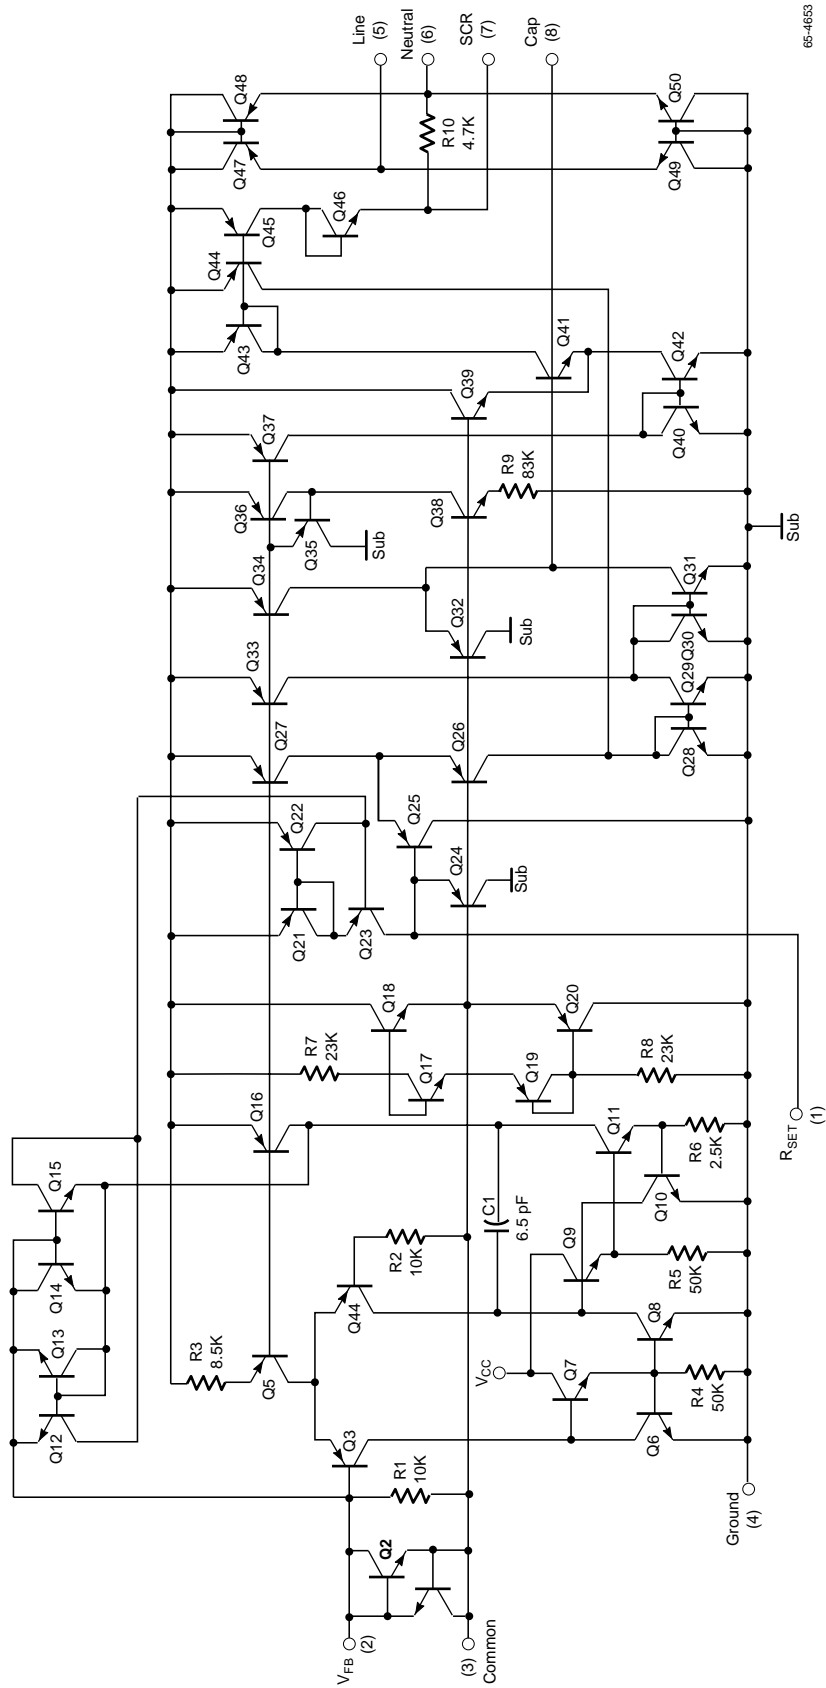 Line
(5)
Neutral
(6)
SCR
(7)
Cap
(8)
65-4653
Q48
Q47
R10
4.7K
Q50
Q49
Q46
Q45
Q44
Q43
Q41
Q42
Q39
Q40
Q37
R9
83K
Q36
Q38
Q35
Sub
Sub
Q34
Q32
Sub
Q31
Q30
Q33
Q29
Q27
Q26
Q28
Q22
Q25
Q24
Sub
Q21
Q23
Q18
Q20
R7
23K
Q17
Q19
R8
23K
Q16
Q11
R6
2.5K
RSET
(1)
Q15
C1
6.5 pF
Q10
Q14
R2
10K
Q9
R5
50K
Q13
Q44
Q8
R3
8.5K
Q5
VCC
Q7
R4
50K
Q12
Q3
Q6
R1
10K
Ground
(4)
Q2
VFB
(2)
(3)
Common